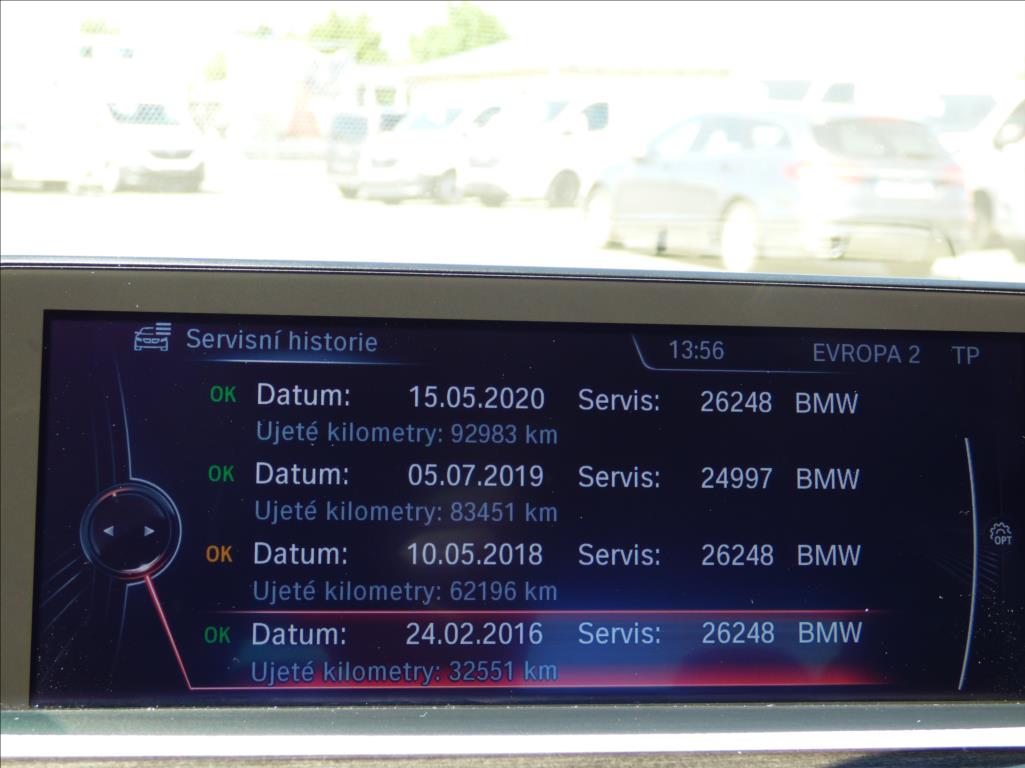 Servisní historie 13:56 EVROPA 2 TP
OK Datum: 15.05.2020 Servis: 26248 BMW
Ujeté kilometry: 92983 km
OK Datum: 05.07.2019 Servis: 24997 BMW
Ujeté kilometry: 83451 km
OPT
OK Datum: 10.05.2018 Servis: 26248 BMW
Ujeté kilometry: 62196 km
OK Datum: 24.02.2016 Servis: 26248 BMW
Ujeté kilometry: 32551 km